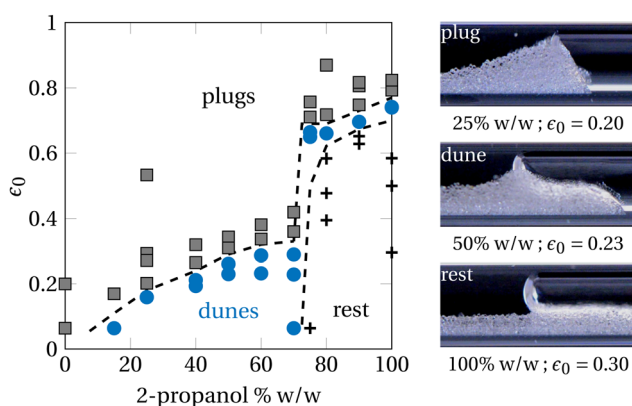 1
0.8
0.6
0.4
0.2
0
ϵ₀
0 20 40 60 80 100
2-propanol % w/w
plugs
dunes
rest
plug
25% w/w ; ϵ₀ = 0.20
dune
50% w/w ; ϵ₀ = 0.23
rest
100% w/w ; ϵ₀ = 0.30